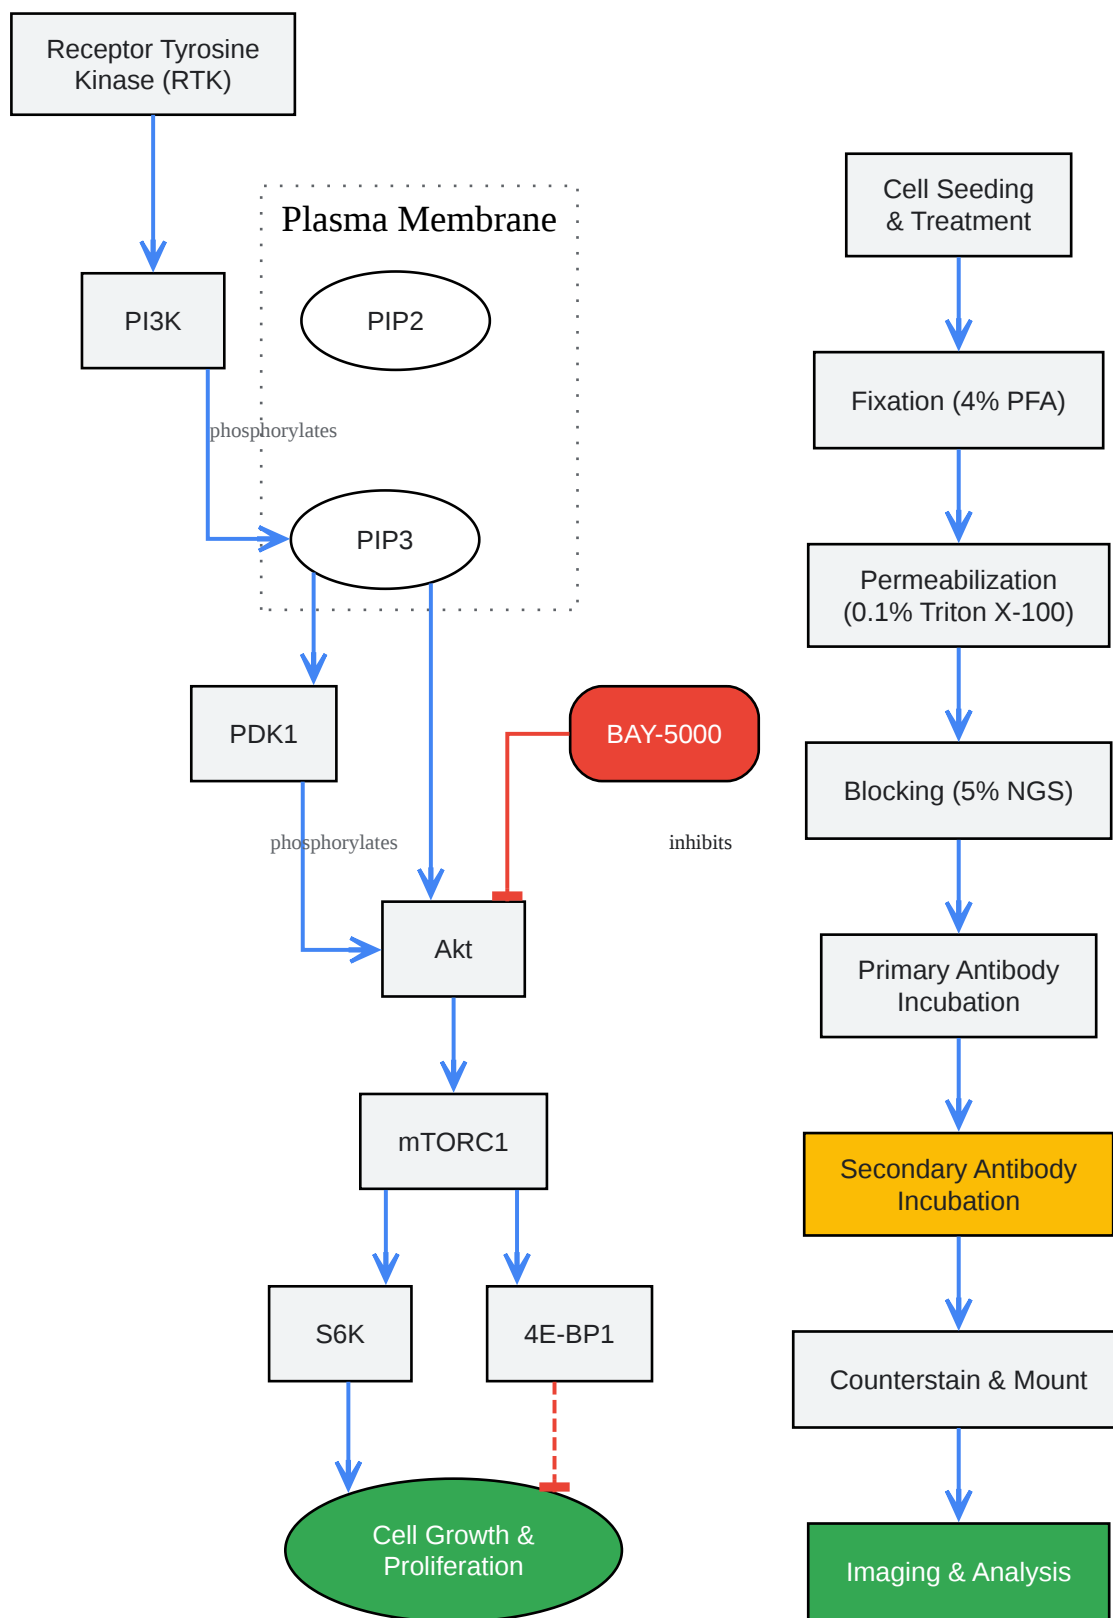 Receptor Tyrosine
Kinase (RTK)
Plasma Membrane
PI3K
PIP2
phosphorylates
PIP3
PDK1
BAY-5000
phosphorylates
inhibits
Akt
mTORC1
S6K
4E-BP1
Cell Growth &
Proliferation
Cell Seeding
& Treatment
Fixation (4% PFA)
Permeabilization
(0.1% Triton X-100)
Blocking (5% NGS)
Primary Antibody
Incubation
Secondary Antibody
Incubation
Counterstain & Mount
Imaging & Analysis